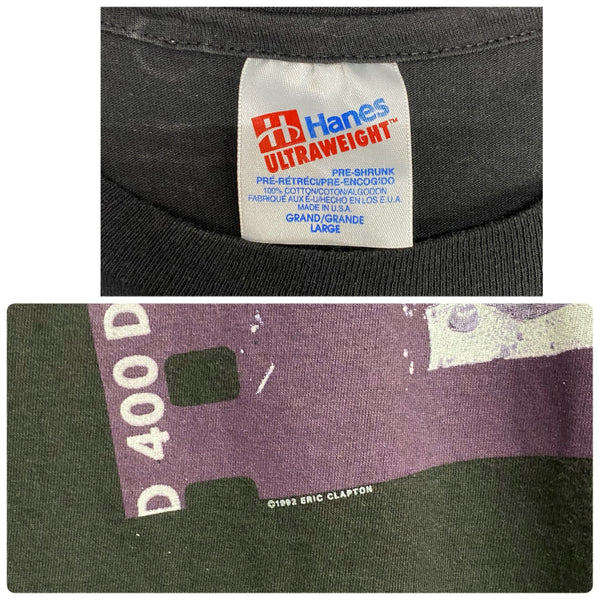 Hanes
ULTRAWEIGHT™
PRE-SHRUNK
PRE-RÉTRÉCI/PRE-ENCOGIDO
100% COTTON/COTON/ALGODON
FABRIQUÉ AUX É-U/HECHO EN LOS E.U.A.
MADE IN U.S.A.
GRAND/GRANDE
LARGE
D 400 D
©1992 ERIC CLAPTON